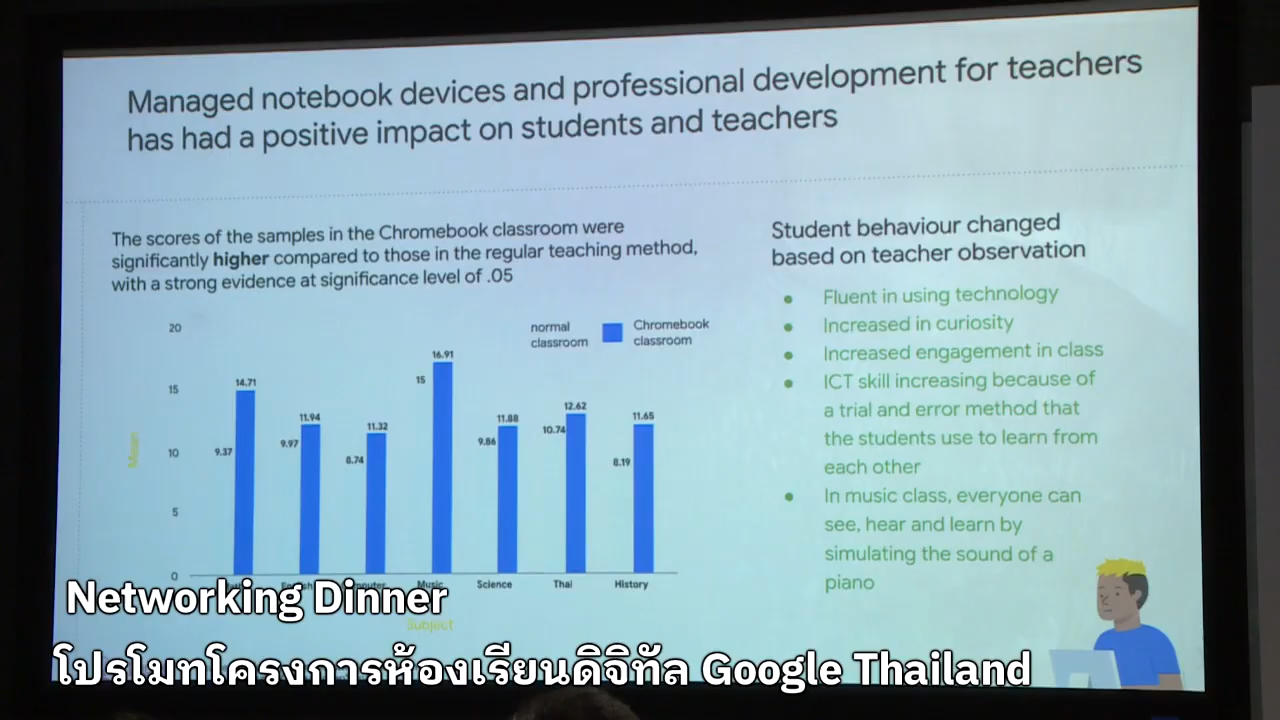 Managed notebook devices and professional development for teachers
has had a positive impact on students and teachers
The scores of the samples in the Chromebook classroom were
significantly higher compared to those in the regular teaching method,
with a strong evidence at significance level of .05
Student behaviour changed
based on teacher observation
• Fluent in using technology
• Increased in curiosity
• Increased engagement in class
• ICT skill increasing because of
a trial and error method that
the students use to learn from
each other
• In music class, everyone can
see, hear and learn by
simulating the sound of a
piano
normal
classroom
Chromebook
classroom
20
15
10
5
0
Mean
9.37
14.71
9.97
11.94
8.74
11.32
15
16.91
9.86
11.88
10.74
12.62
8.19
11.65
Music
Science
Thai
History
Subject
Networking Dinner
โปรโมทโครงการห้องเรียนดิจิทัล Google Thailand